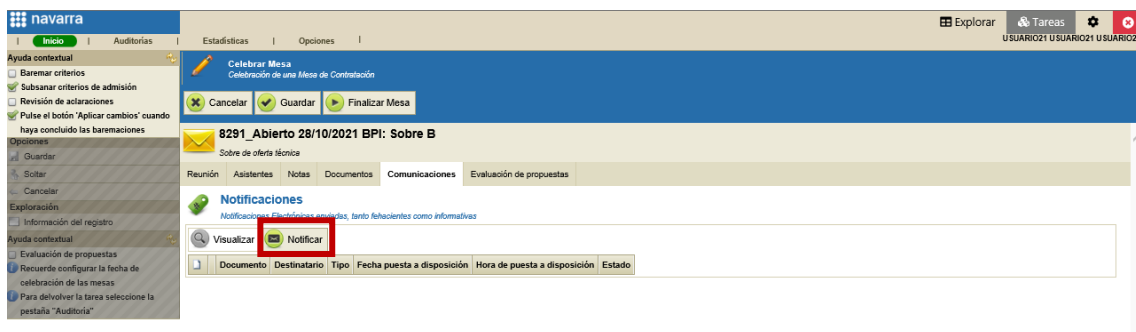 navarra
Explorar
Tareas
Inicio | Auditorías | Estadísticas | Opciones |
USUARIO21 USUARIO21 USUARIO2
Ayuda contextual
Baremar criterios
Subsanar criterios de admisión
Revisión de aclaraciones
Pulse el botón 'Aplicar cambios' cuando
haya concluido las baremaciones
Opciones
Guardar
Soltar
Cancelar
Exploración
Información del registro
Ayuda contextual
Evaluación de propuestas
Recuerde configurar la fecha de
celebración de las mesas
Para delvolver la tarea seleccione la
pestaña "Auditoría"
Celebrar Mesa
Celebración de una Mesa de Contratación
Cancelar Guardar Finalizar Mesa
8291_Abierto 28/10/2021 BPI: Sobre B
Sobre de oferta técnica
Reunión Asistentes Notas Documentos Comunicaciones Evaluación de propuestas
Notificaciones
Notificaciones Electrónicas enviadas, tanto fehacientes como informativas
Visualizar Notificar
Documento Destinatario Tipo Fecha puesta a disposición Hora de puesta a disposición Estado